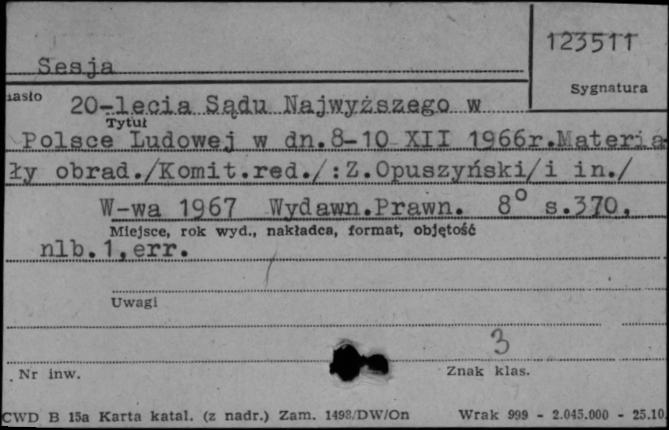 123511
Sesja
Sygnatura
asło
20-lecia Sądu Najwyższego w
Tytuł
Polsce Ludowej w dn.8-10 XII 1966r.Materia
ły obrad./Komit.red./:Z.Opuszyński/i in./
W-wa 1967 Wydawn.Prawn. 8° s.370,
Miejsce, rok wyd., nakładca, format, objętość
nlb.1,err.
Uwagi
3
Nr inw.
Znak klas.
CWD B 15a Karta katal. (z nadr.) Zam. 1498/DW/On Wrak 999 - 2.045.000 - 25.10